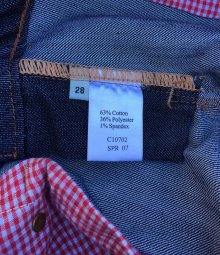 28
63% Cotton
36% Polyester
1% Spandex
C10702
SPR 07